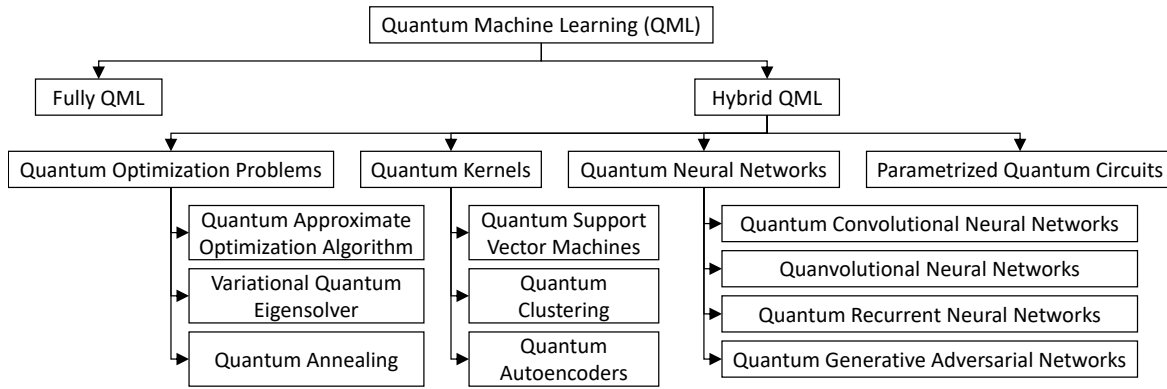 Quantum Machine Learning (QML)
Fully QML
Hybrid QML
Quantum Optimization Problems
Quantum Kernels
Quantum Neural Networks
Parametrized Quantum Circuits
Quantum Approximate
Optimization Algorithm
Variational Quantum
Eigensolver
Quantum Annealing
Quantum Support
Vector Machines
Quantum
Clustering
Quantum
Autoencoders
Quantum Convolutional Neural Networks
Quanvolutional Neural Networks
Quantum Recurrent Neural Networks
Quantum Generative Adversarial Networks